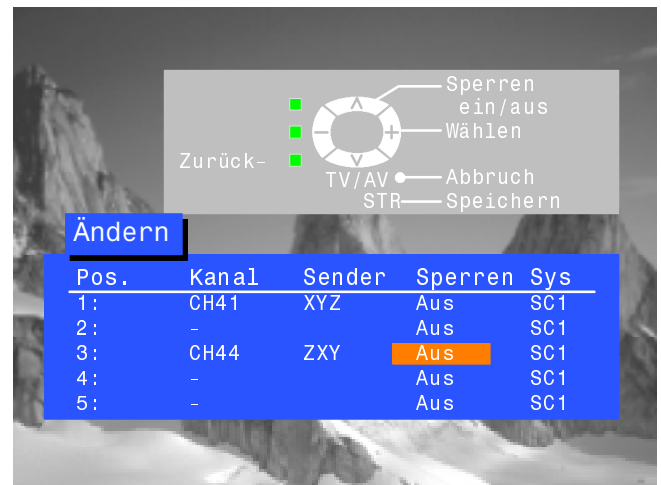 Sperren
ein/aus
Wählen
Zurück-
TV/AV Abbruch
STR Speichern
Ändern
Pos. Kanal Sender Sperren Sys
1: CH41 XYZ Aus SC1
2: - Aus SC1
3: CH44 ZXY Aus SC1
4: - Aus SC1
5: - Aus SC1